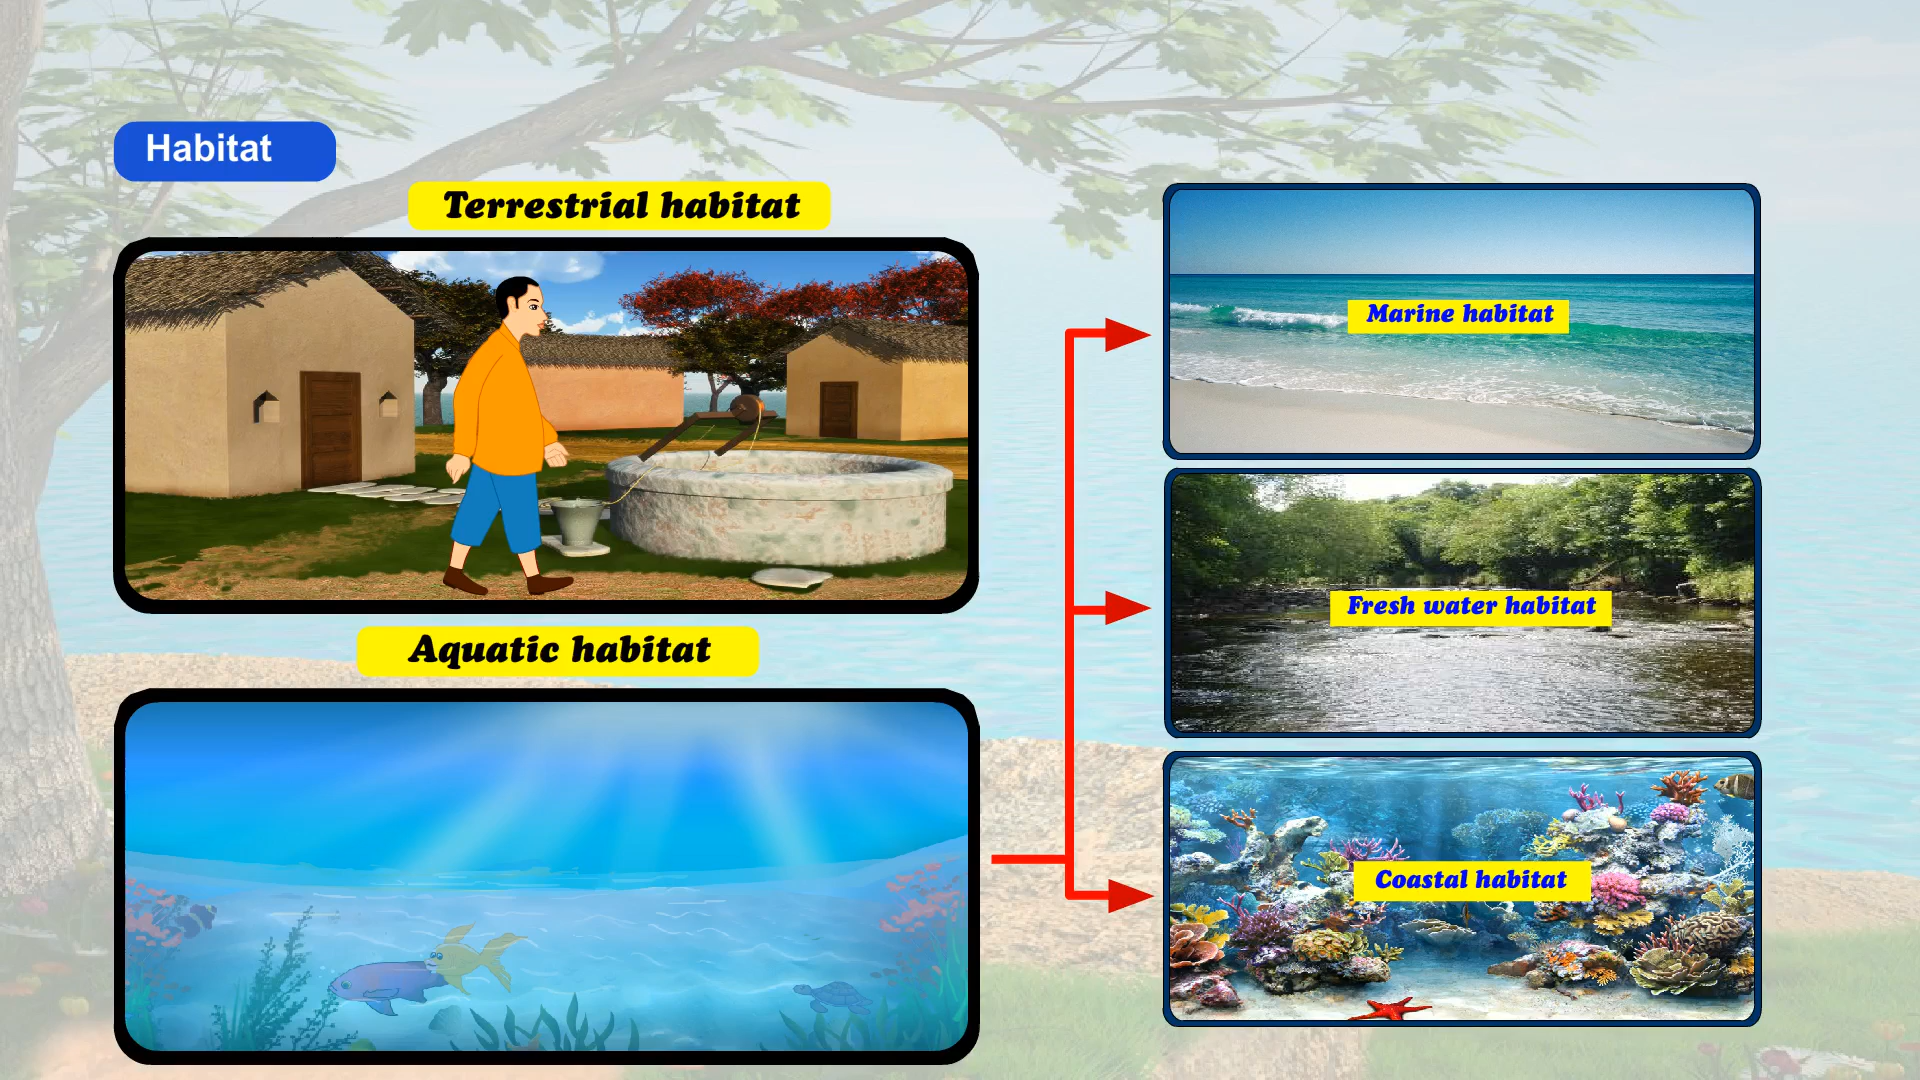 Habitat
Terrestrial habitat
Aquatic habitat
Marine habitat
Fresh water habitat
Coastal habitat